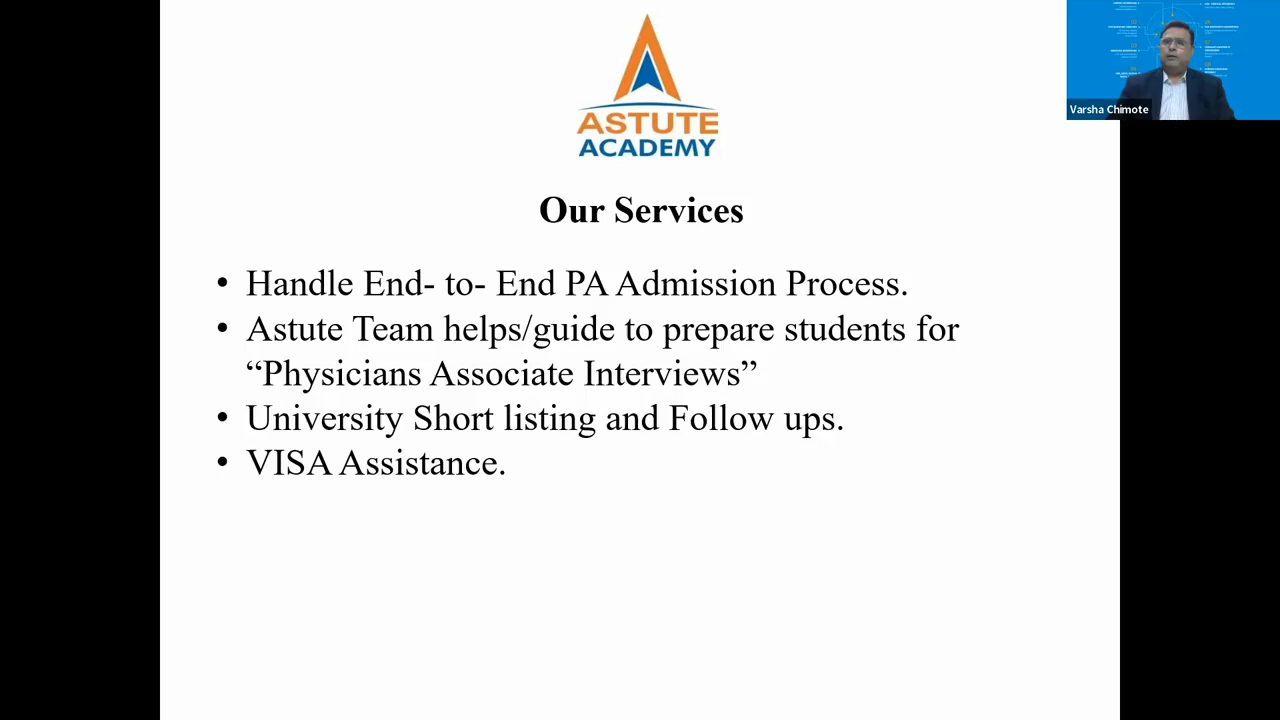 ASTUTE
ACADEMY
Varsha Chimote
Our Services
• Handle End- to- End PA Admission Process.
• Astute Team helps/guide to prepare students for
“Physicians Associate Interviews”
• University Short listing and Follow ups.
• VISA Assistance.